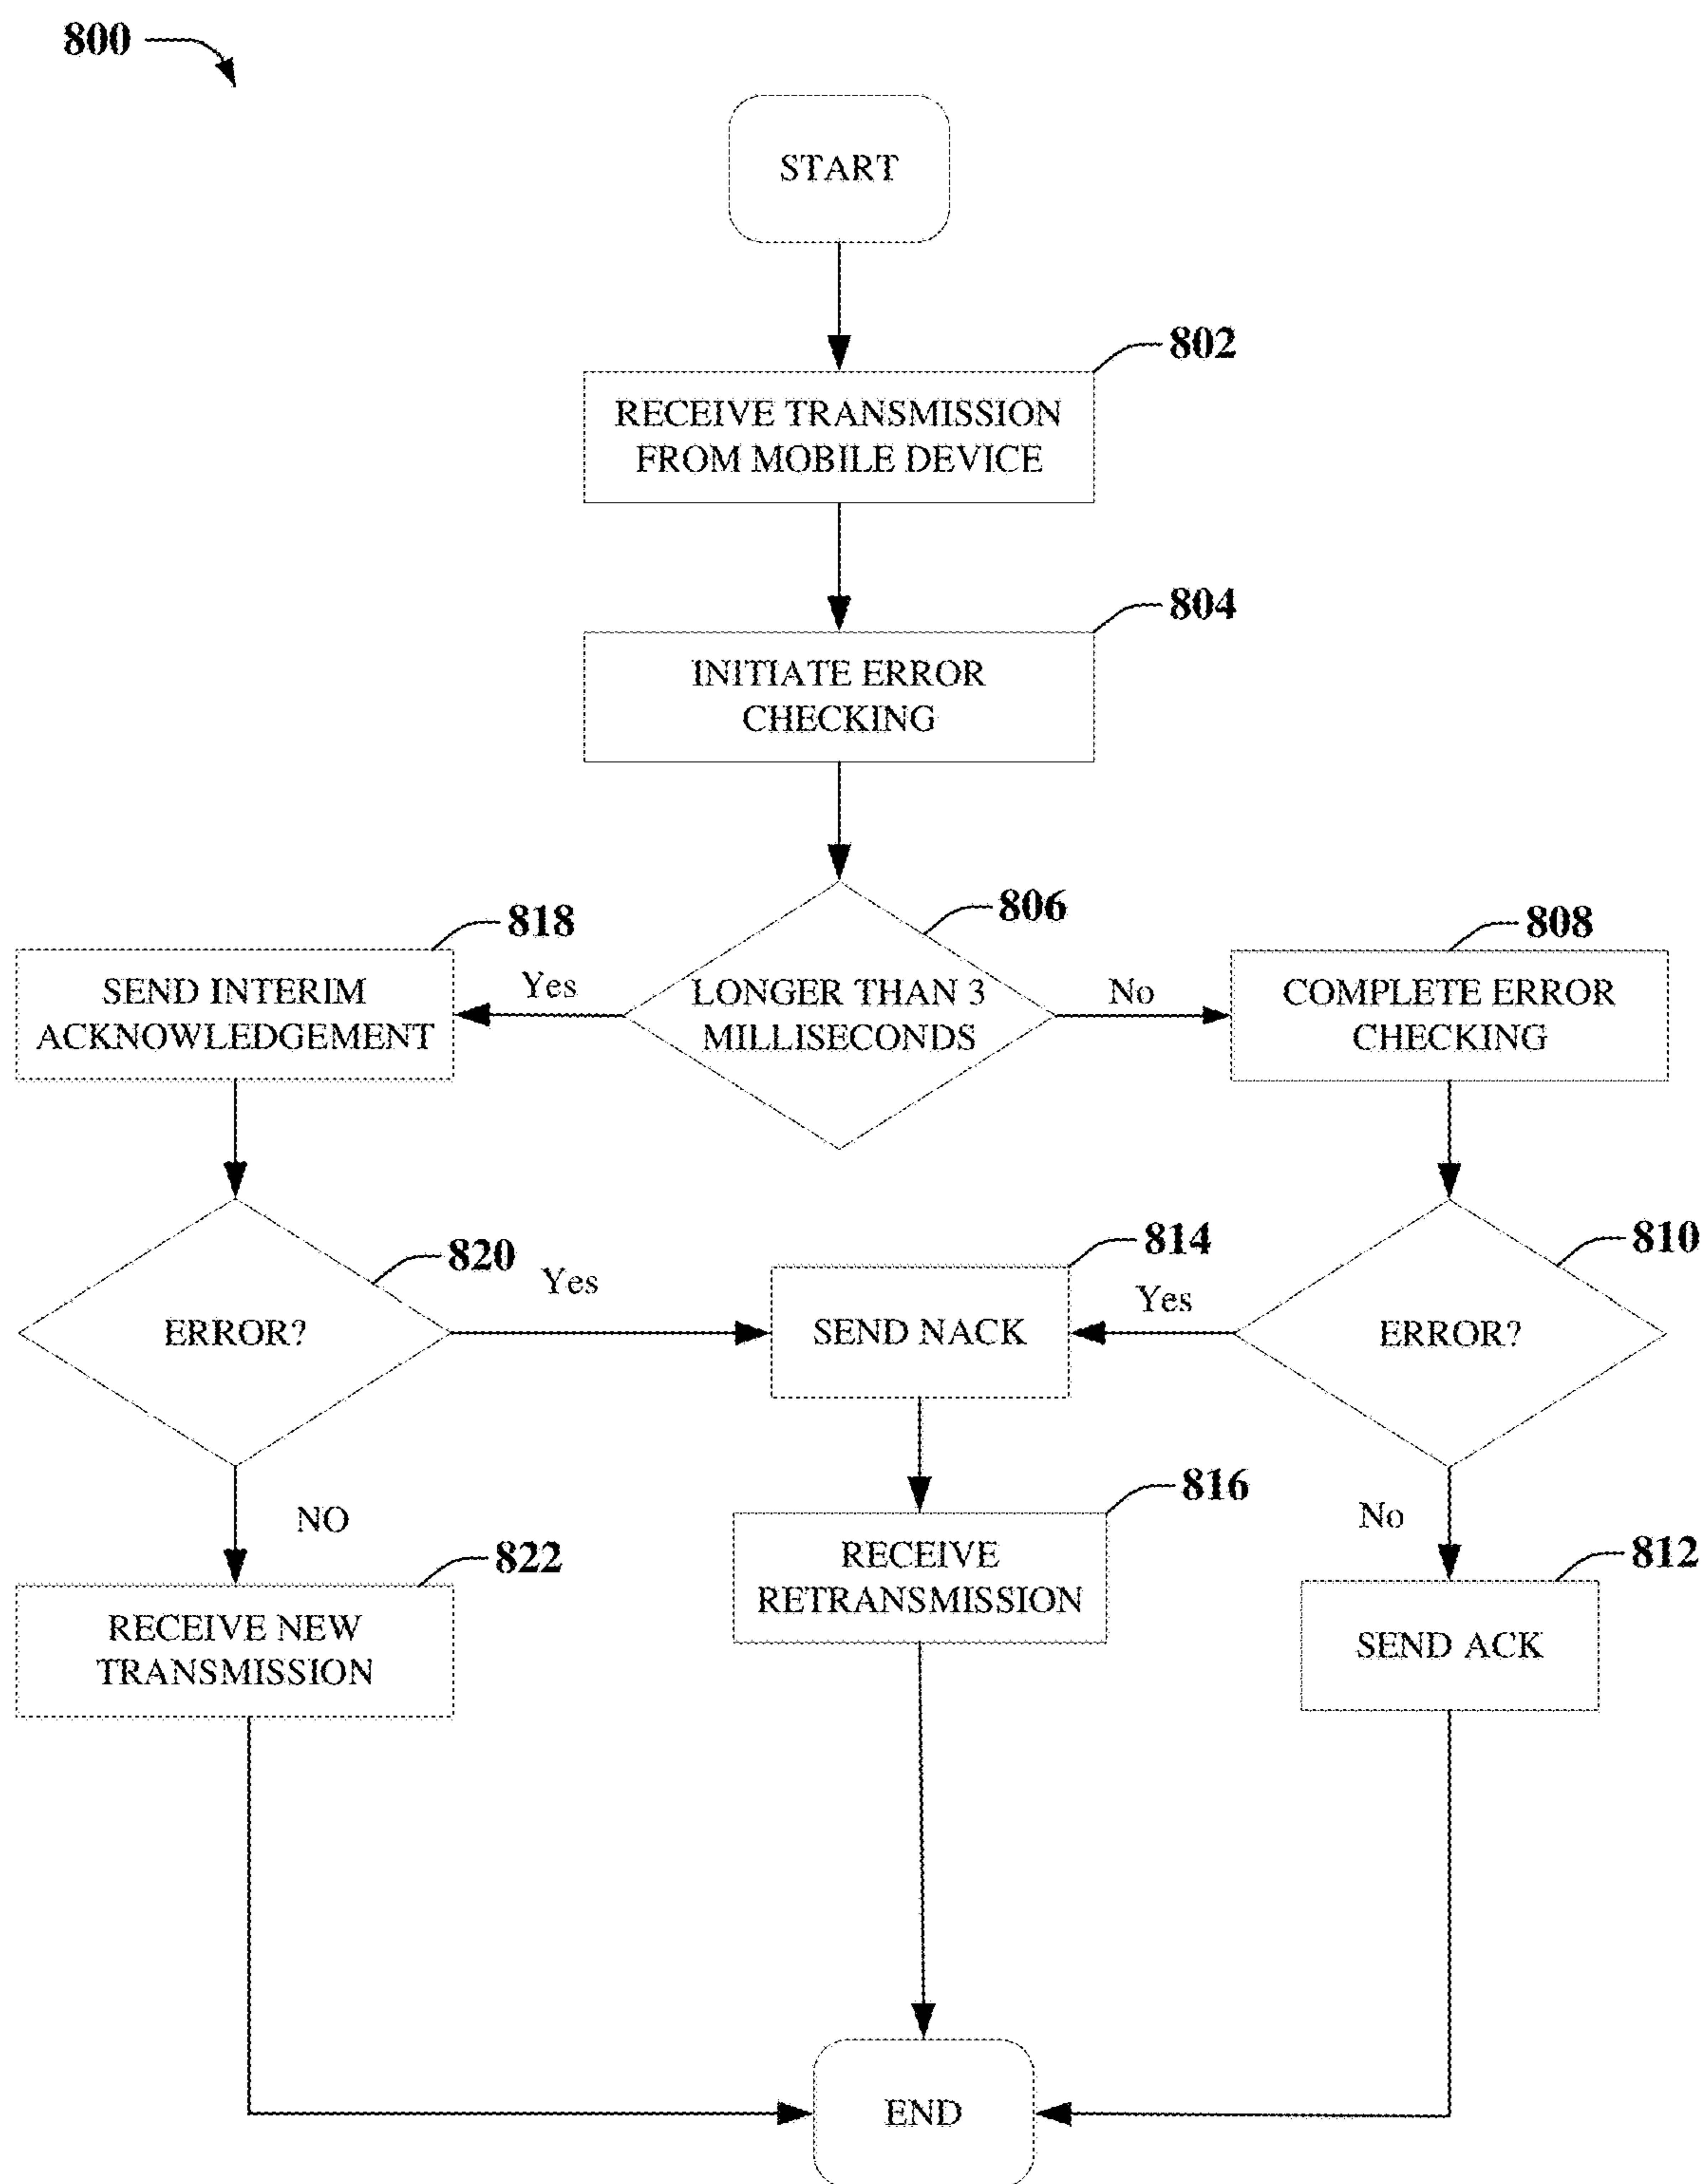 800
START
802
RECEIVE TRANSMISSION
FROM MOBILE DEVICE
804
INITIATE ERROR
CHECKING
806
LONGER THAN 3
MILLISECONDS
Yes
No
818
SEND INTERIM
ACKNOWLEDGEMENT
808
COMPLETE ERROR
CHECKING
820
ERROR?
Yes
814
SEND NACK
Yes
810
ERROR?
NO
822
RECEIVE NEW
TRANSMISSION
816
RECEIVE
RETRANSMISSION
No
812
SEND ACK
END